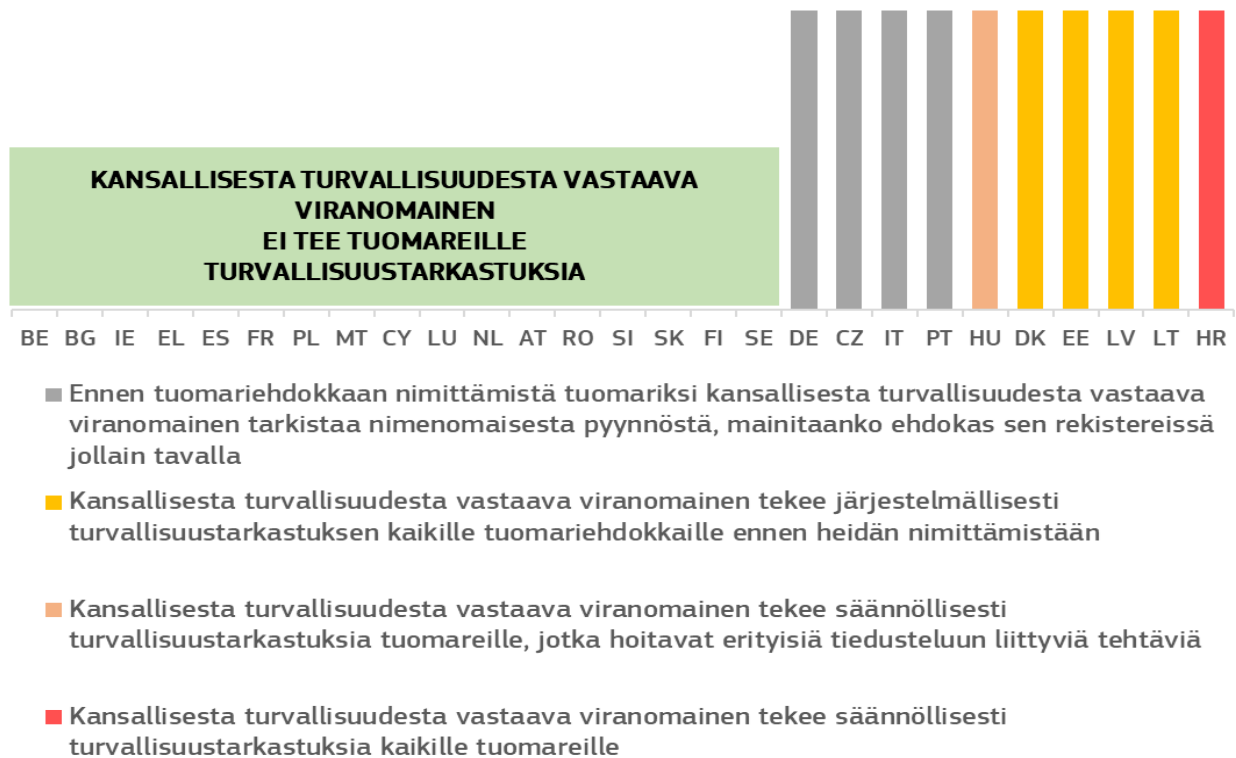 KANSALLISESTA TURVALLISUUDESTA VASTAAVA
VIRANOMAINEN
EI TEE TUOMAREILLE
TURVALLISUUSTARKASTUKSIA
BE BG IE EL ES FR PL MT CY LU NL AT RO SI SK FI SE DE CZ IT PT HU DK EE LV LT HR
Ennen tuomariehdokkaan nimittämistä tuomariksi kansallisesta turvallisuudesta vastaava
viranomainen tarkistaa nimenomaisesta pyynnöstä, mainitaanko ehdokas sen rekistereissä
jollain tavalla
Kansallisesta turvallisuudesta vastaava viranomainen tekee järjestelmällisesti
turvallisuustarkastuksen kaikille tuomariehdokkaille ennen heidän nimittämistään
Kansallisesta turvallisuudesta vastaava viranomainen tekee säännöllisesti
turvallisuustarkastuksia tuomareille, jotka hoitavat erityisiä tiedusteluun liittyviä tehtäviä
Kansallisesta turvallisuudesta vastaava viranomainen tekee säännöllisesti
turvallisuustarkastuksia kaikille tuomareille